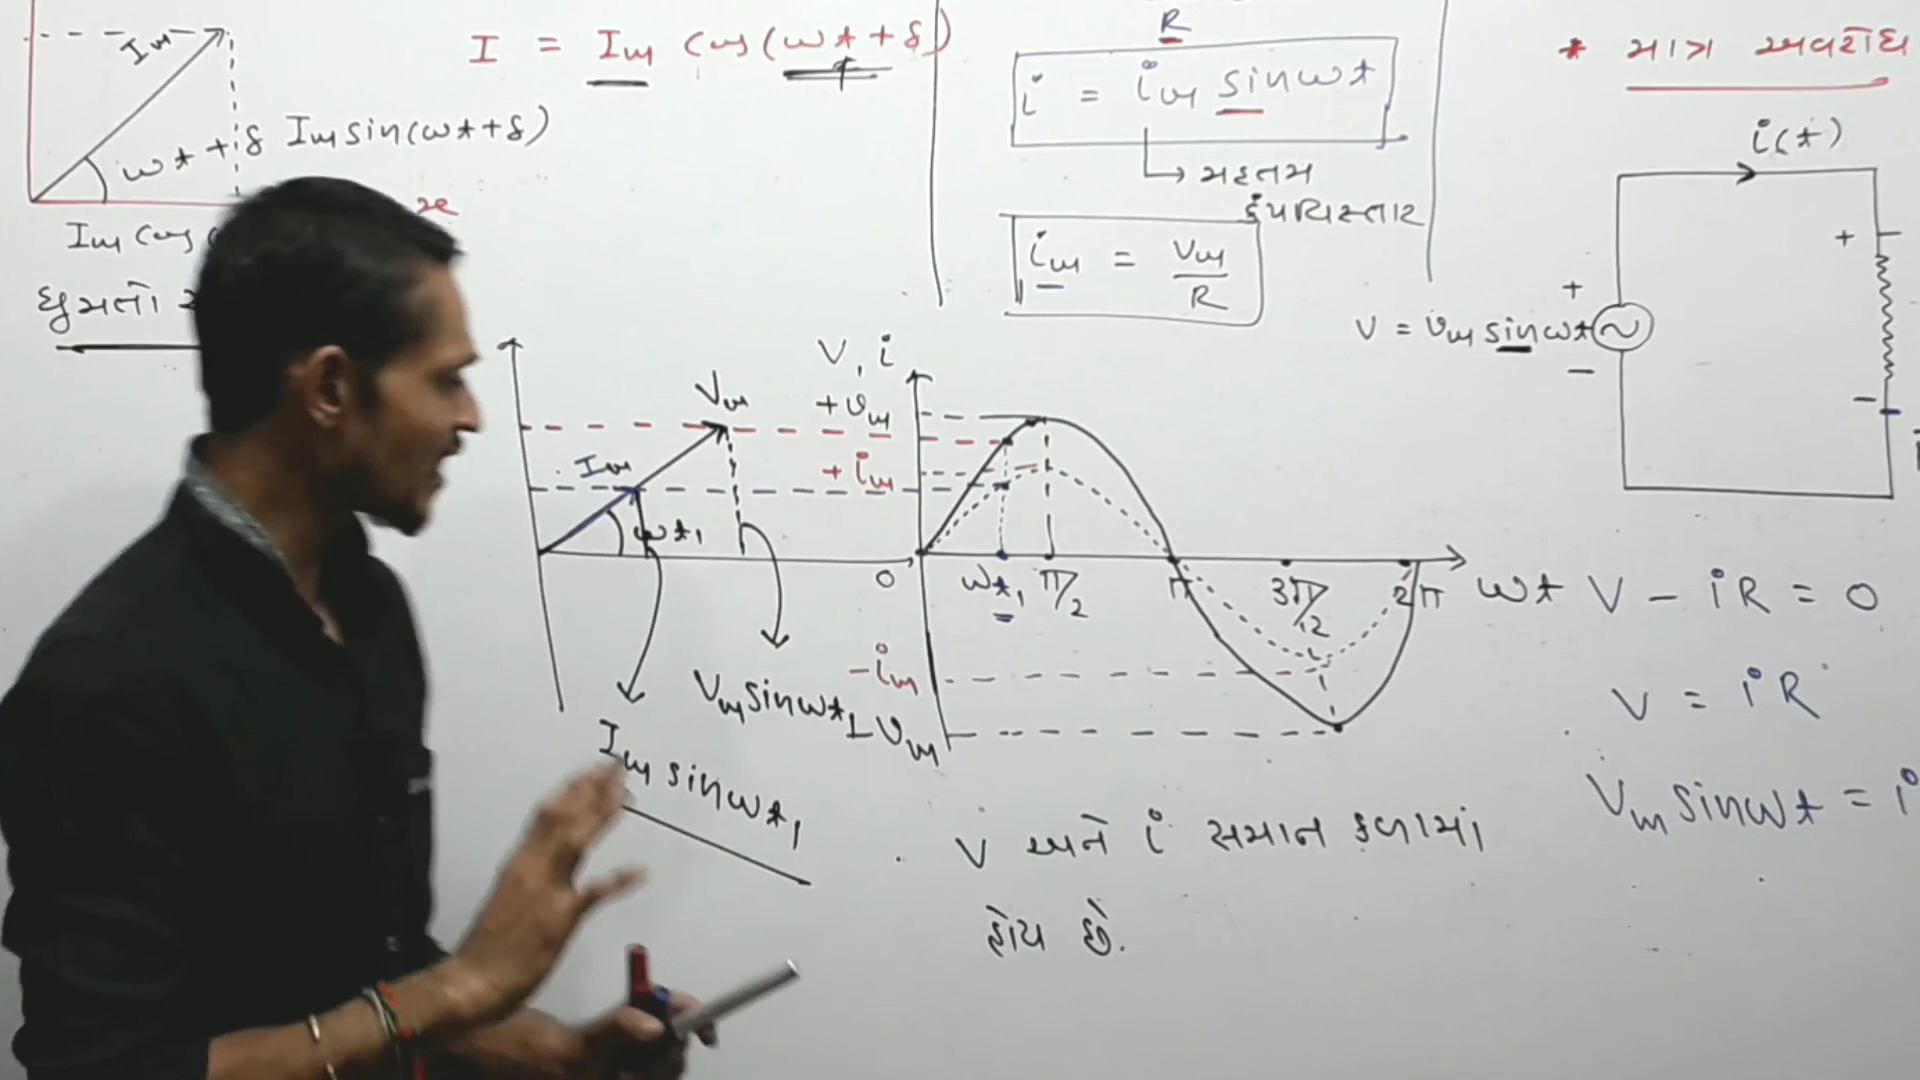 Im
I = Im Cos(ωt + δ)
ωt + δ
Im sin(ωt + δ)
Im Cos
ઘુમતો
R
i = im sinωt
→ મહત્તમ
કંપવિસ્તાર
im = Vm/R
* માત્ર અવરોધ
i(t)
+
+
V = Vm sinωt
−
−
Vm
Im
ωt1
V, i
+Vm
+im
0
ωt1
π/2
π
3π/2
2π
ωt
-im
-Vm
Vm sinωt1
Im sinωt1
V - iR = 0
V = iR
Vm sinωt = i
V અને i સમાન કળામાં
હોય છે.